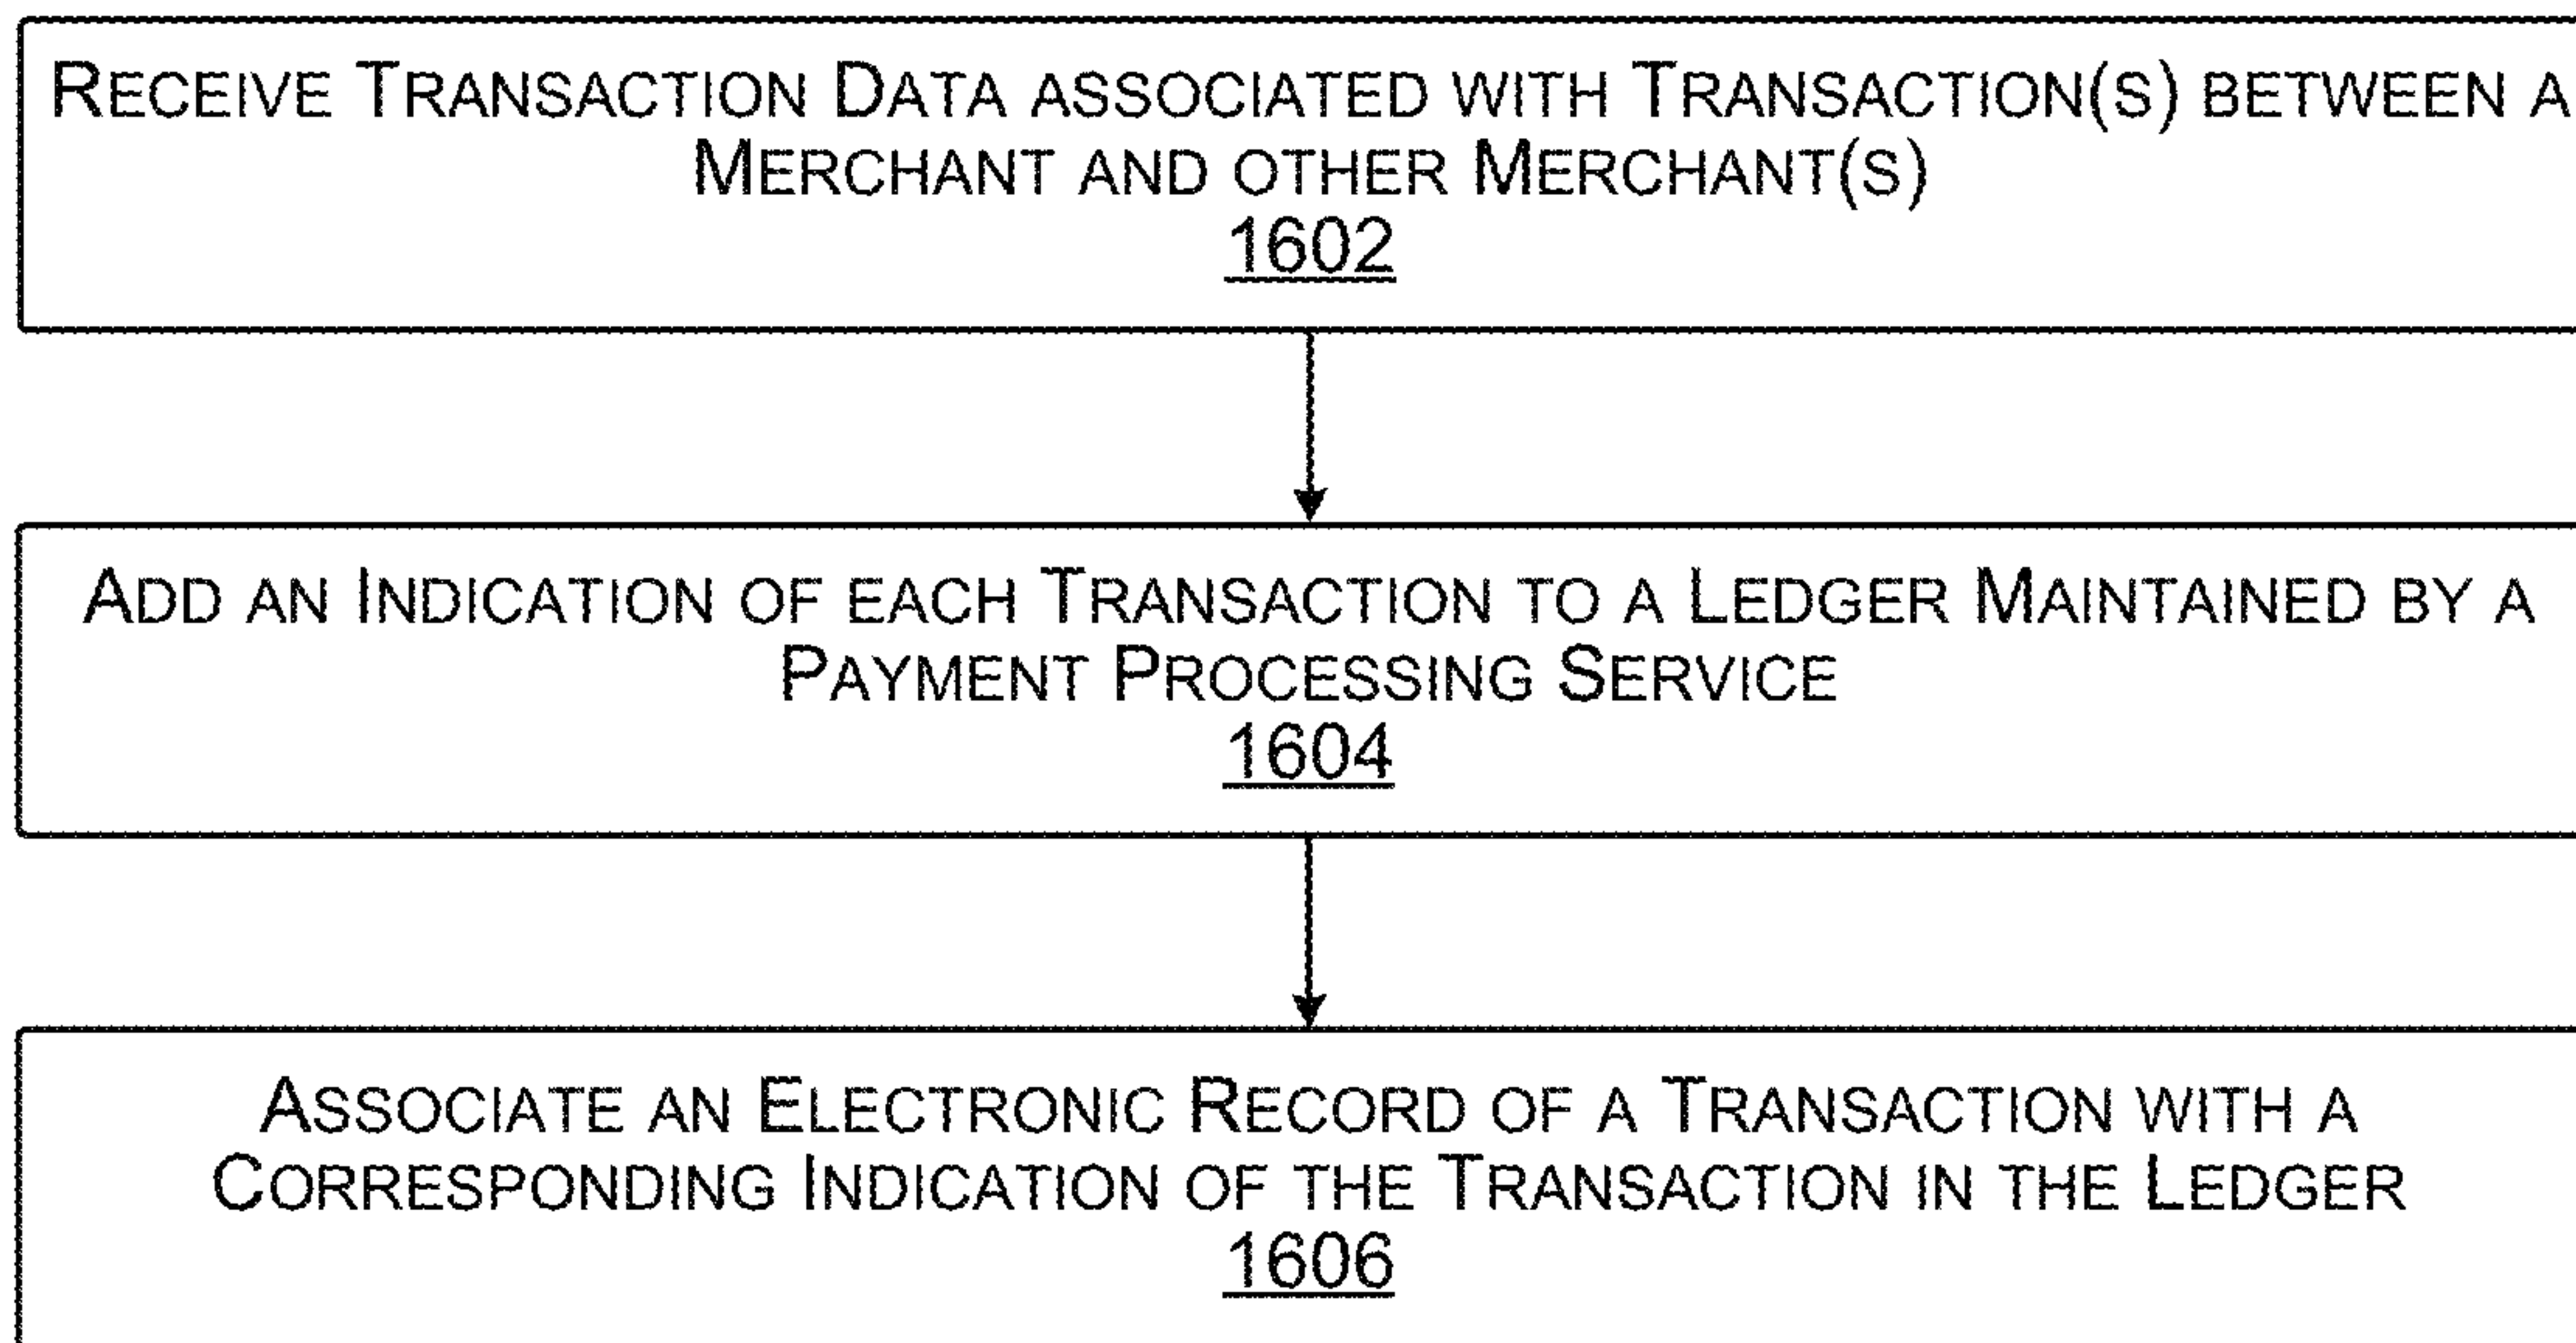 RECEIVE TRANSACTION DATA ASSOCIATED WITH TRANSACTION(S) BETWEEN A
MERCHANT AND OTHER MERCHANT(S)
1602
ADD AN INDICATION OF EACH TRANSACTION TO A LEDGER MAINTAINED BY A
PAYMENT PROCESSING SERVICE
1604
ASSOCIATE AN ELECTRONIC RECORD OF A TRANSACTION WITH A
CORRESPONDING INDICATION OF THE TRANSACTION IN THE LEDGER
1606